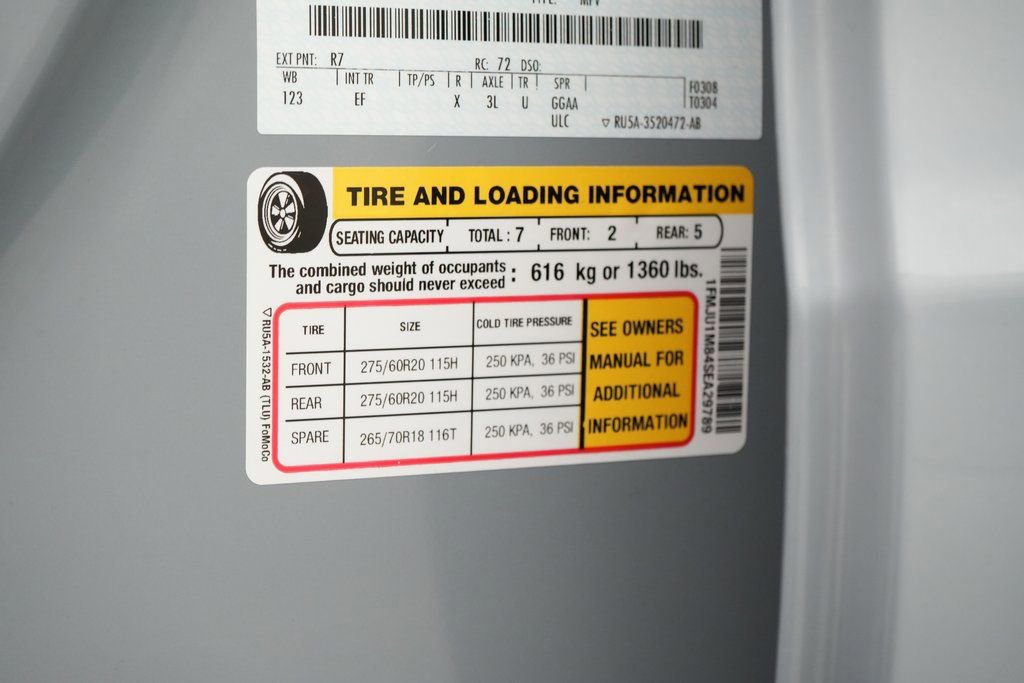 TYPE: MPV
EXT PNT: R7 RC: 72 DSO:
WB | INT TR | TP/PS | R | AXLE | TR | SPR |
123 EF X 3L U GGAA
ULC
F0308
T0304
▽ RU5A-3520472-AB
TIRE AND LOADING INFORMATION
SEATING CAPACITY TOTAL : 7 FRONT: 2 REAR: 5
The combined weight of occupants
and cargo should never exceed : 616 kg or 1360 lbs.
TIRE SIZE COLD TIRE PRESSURE
FRONT 275/60R20 115H 250 KPA, 36 PSI
REAR 275/60R20 115H 250 KPA, 36 PSI
SPARE 265/70R18 116T 250 KPA, 36 PSI
SEE OWNERS
MANUAL FOR
ADDITIONAL
INFORMATION
▽ RU5A-1532-AB (TLU) FoMoCo
1FMJU1M84SEA29789